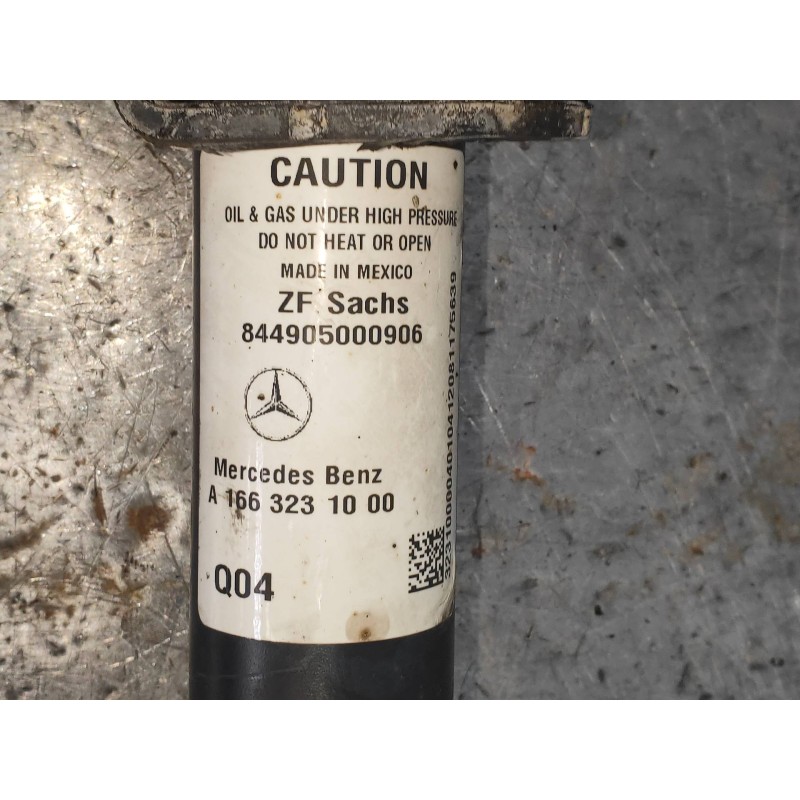 CAUTION
OIL & GAS UNDER HIGH PRESSURE
DO NOT HEAT OR OPEN
MADE IN MEXICO
ZF Sachs
844905000906
Mercedes Benz
A 166 323 10 00
Q04
3231000040104120811175639